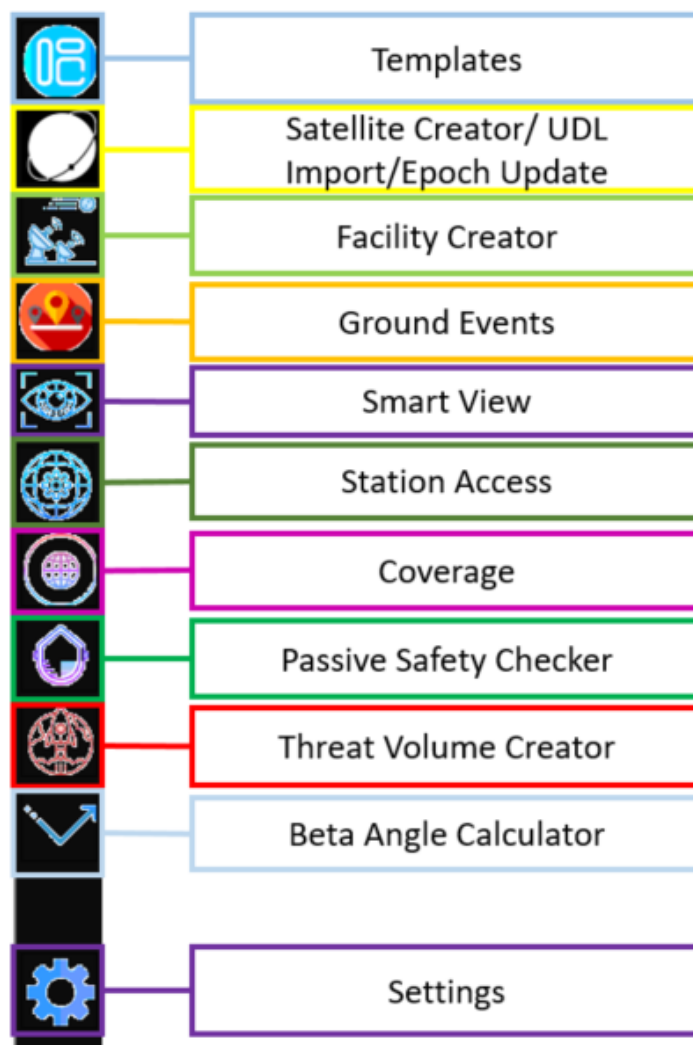 Templates
Satellite Creator/ UDL
Import/Epoch Update
Facility Creator
Ground Events
Smart View
Station Access
Coverage
Passive Safety Checker
Threat Volume Creator
Beta Angle Calculator
Settings